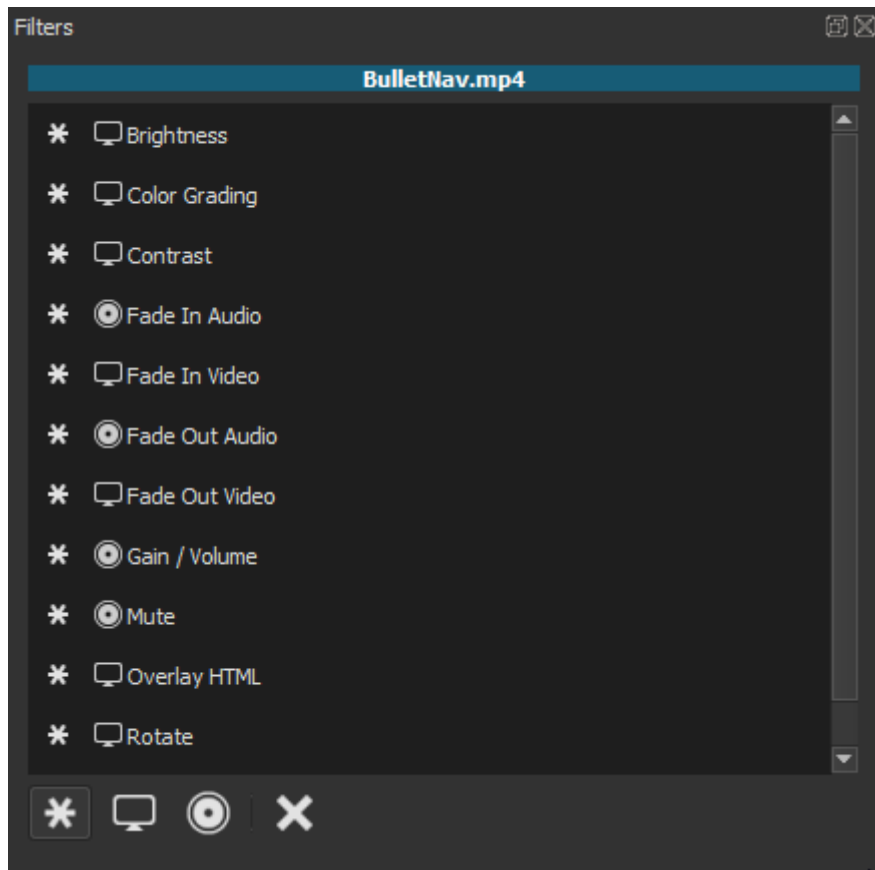 Filters
BulletNav.mp4
Brightness
Color Grading
Contrast
Fade In Audio
Fade In Video
Fade Out Audio
Fade Out Video
Gain / Volume
Mute
Overlay HTML
Rotate